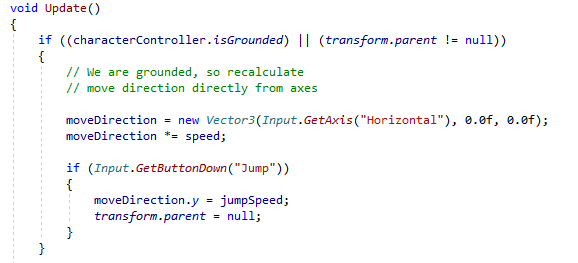 void Update()
{
    if ((characterController.isGrounded) || (transform.parent != null))
    {
        // We are grounded, so recalculate
        // move direction directly from axes
        moveDirection = new Vector3(Input.GetAxis("Horizontal"), 0.0f, 0.0f);
        moveDirection *= speed;
        if (Input.GetButtonDown("Jump"))
        {
            moveDirection.y = jumpSpeed;
            transform.parent = null;
        }
    }